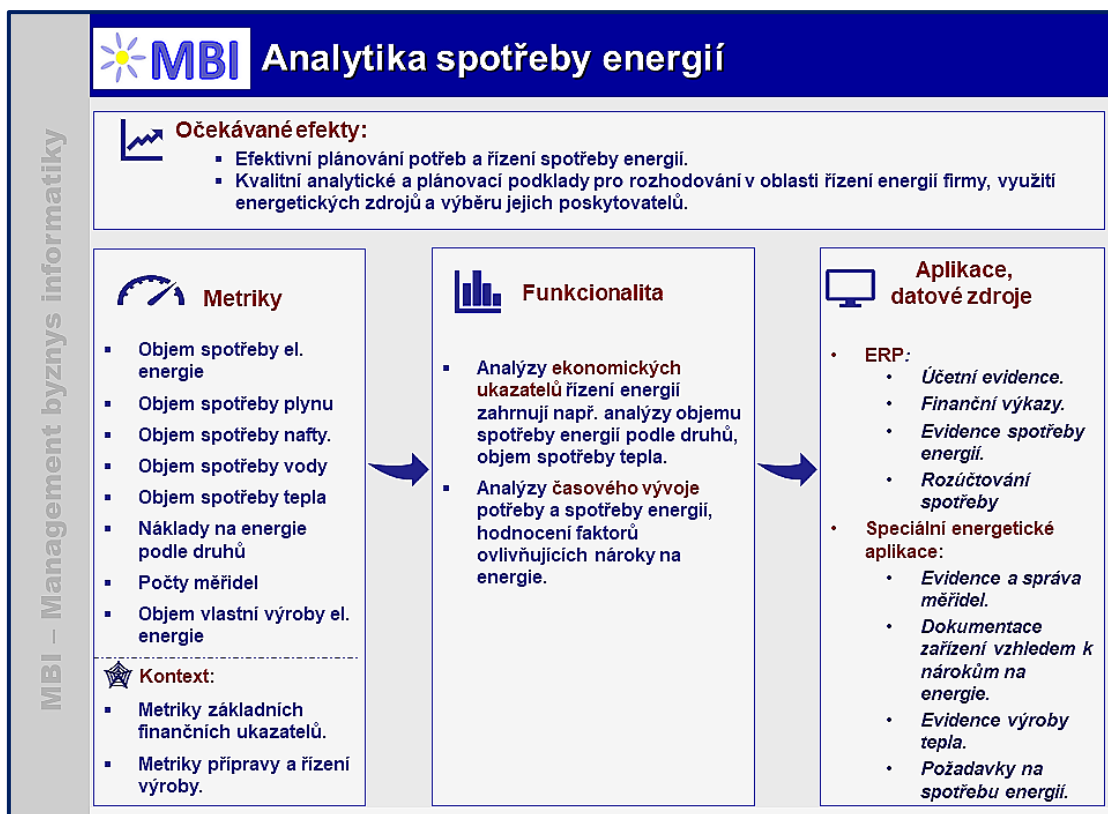 MBI – Management byznys informatiky
MBI
Analytika spotřeby energií
Očekávané efekty:
▪ Efektivní plánování potřeb a řízení spotřeby energií.
▪ Kvalitní analytické a plánovací podklady pro rozhodování v oblasti řízení energií firmy, využití
energetických zdrojů a výběru jejich poskytovatelů.
Metriky
▪ Objem spotřeby el.
energie
▪ Objem spotřeby plynu
▪ Objem spotřeby nafty.
▪ Objem spotřeby vody
▪ Objem spotřeby tepla
▪ Náklady na energie
podle druhů
▪ Počty měřidel
▪ Objem vlastní výroby el.
energie
Kontext:
▪ Metriky základních
finančních ukazatelů.
▪ Metriky přípravy a řízení
výroby.
Funkcionalita
▪ Analýzy ekonomických
ukazatelů řízení energií
zahrnují např. analýzy objemu
spotřeby energií podle druhů,
objem spotřeby tepla.
▪ Analýzy časového vývoje
potřeby a spotřeby energií,
hodnocení faktorů
ovlivňujících nároky na
energie.
Aplikace,
datové zdroje
• ERP:
• Účetní evidence.
• Finanční výkazy.
• Evidence spotřeby
energií.
• Rozúčtování
spotřeby
• Speciální energetické
aplikace:
• Evidence a správa
měřidel.
• Dokumentace
zařízení vzhledem k
nárokům na
energie.
• Evidence výroby
tepla.
• Požadavky na
spotřebu energií.